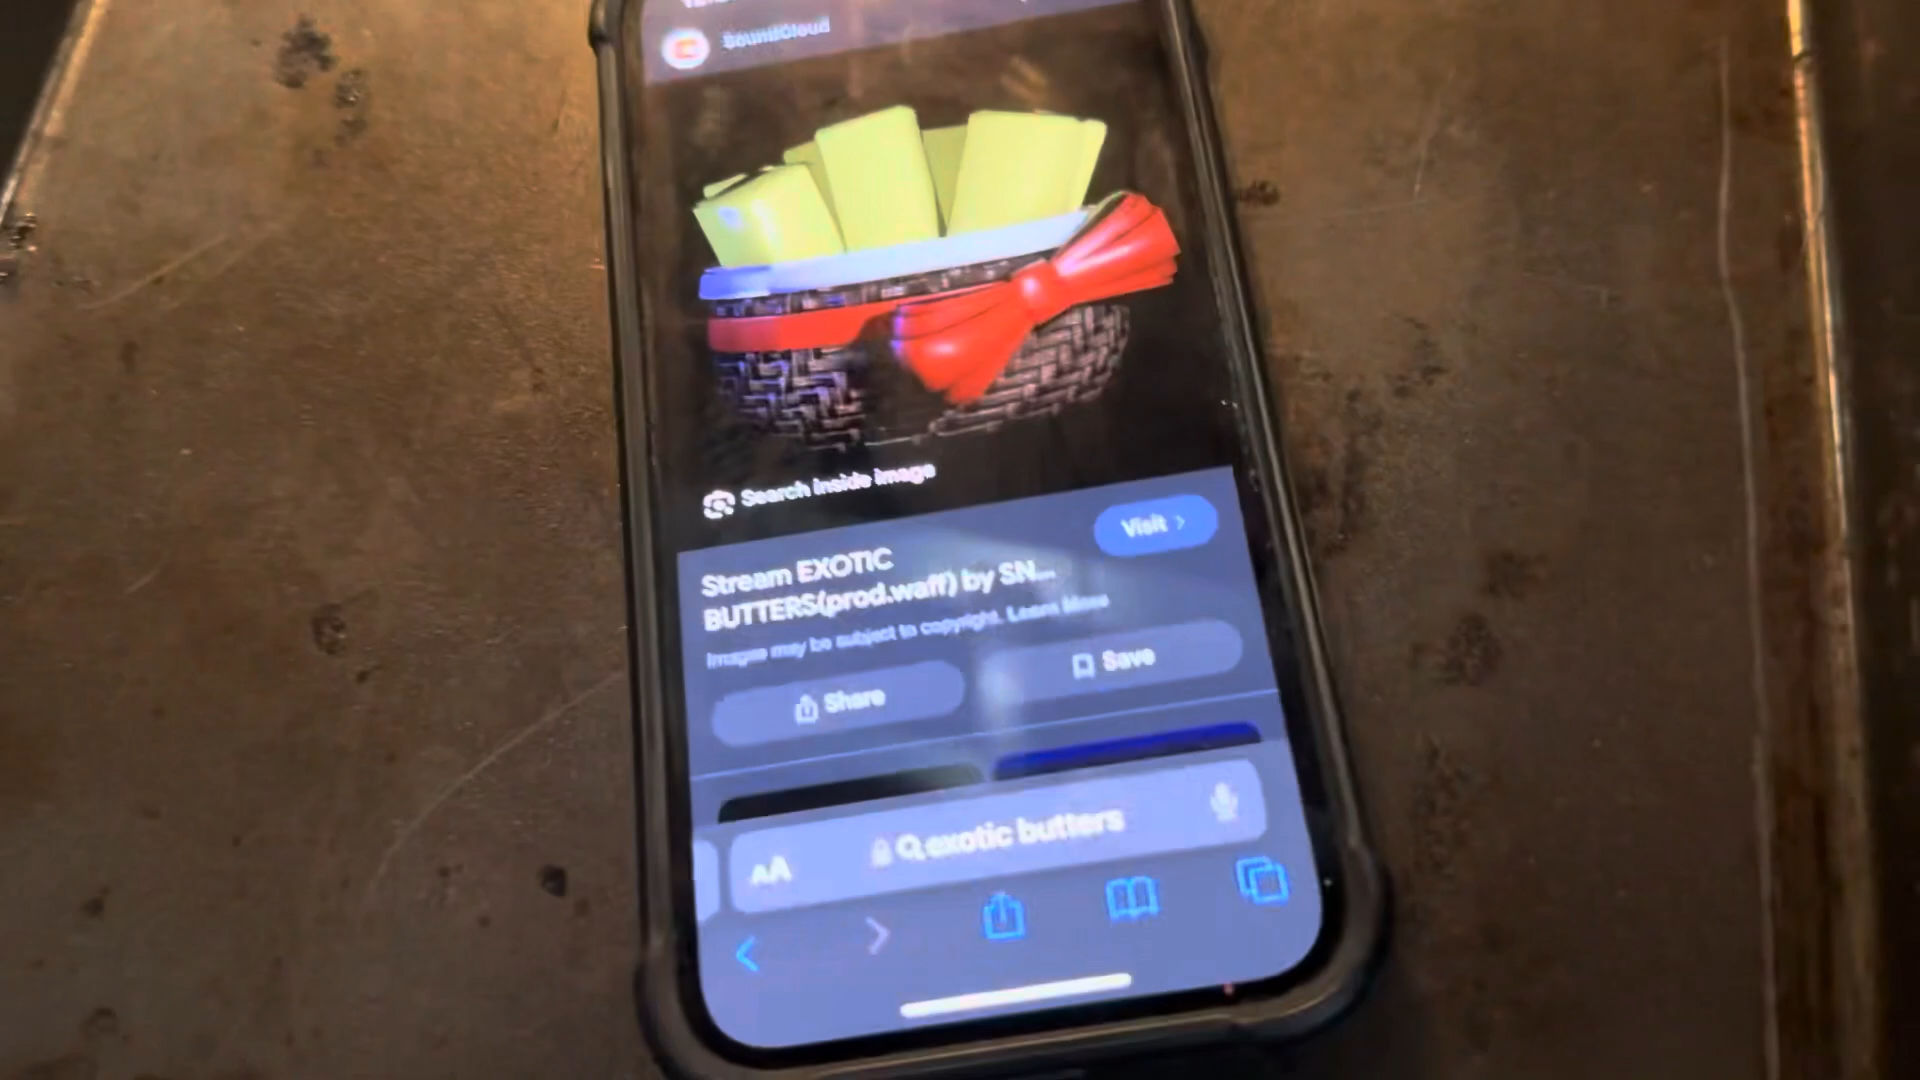 SoundCloud
Search inside image
Visit
Stream EXOTIC
BUTTERS(prod.waff) by SN...
Images may be subject to copyright. Learn More
Share
Save
AA
exotic butters